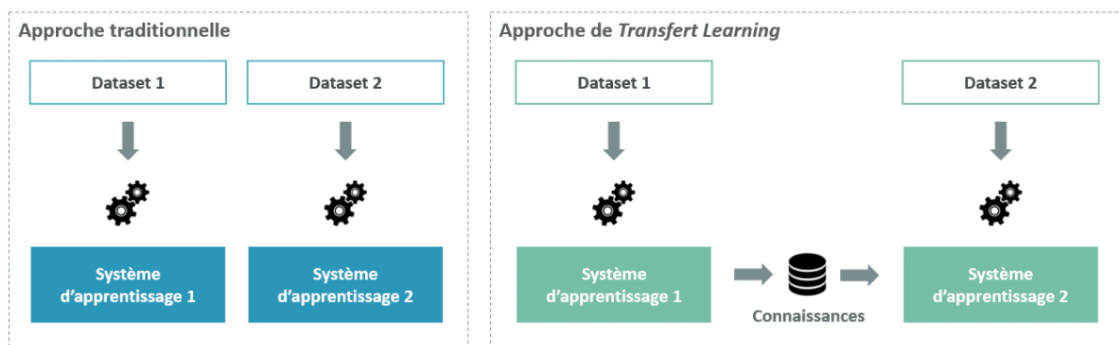 Approche traditionnelle
Dataset 1
Dataset 2
Système
d'apprentissage 1
Système
d'apprentissage 2
Approche de Transfert Learning
Dataset 1
Dataset 2
Système
d'apprentissage 1
Connaissances
Système
d'apprentissage 2